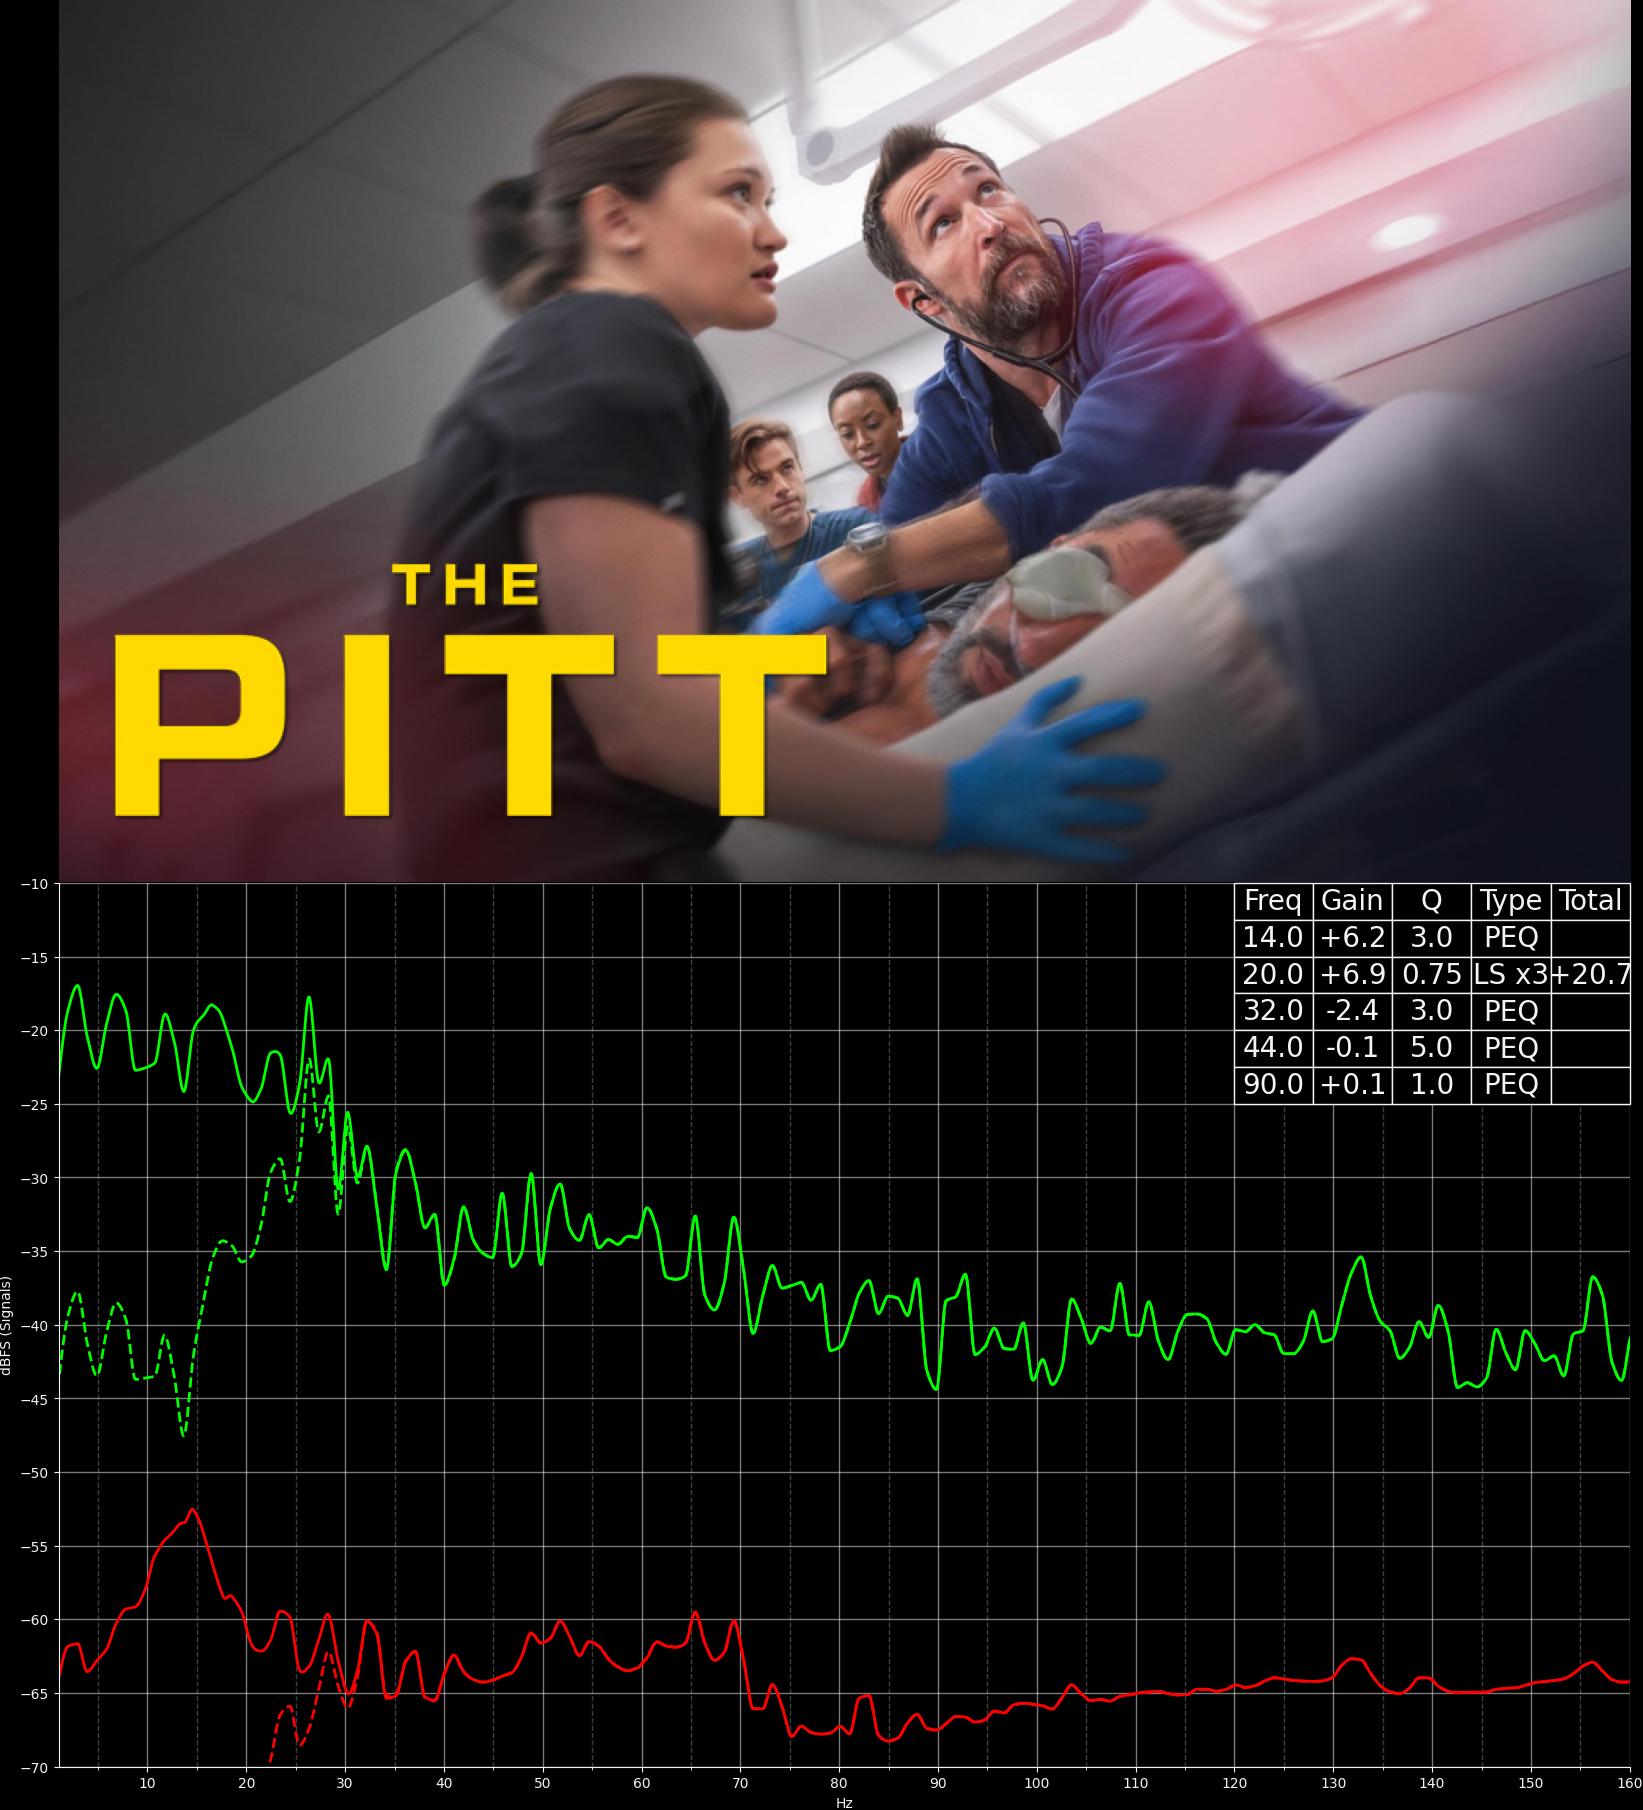 THE
PITT
Freq Gain Q Type Total
14.0 +6.2 3.0 PEQ
20.0 +6.9 0.75 LS x3 +20.7
32.0 -2.4 3.0 PEQ
44.0 -0.1 5.0 PEQ
90.0 +0.1 1.0 PEQ
−10
−15
−20
−25
−30
−35
−40
−45
−50
−55
−60
−65
−70
dBFS (Signals)
10 20 30 40 50 60 70 80 90 100 110 120 130 140 150 160
Hz